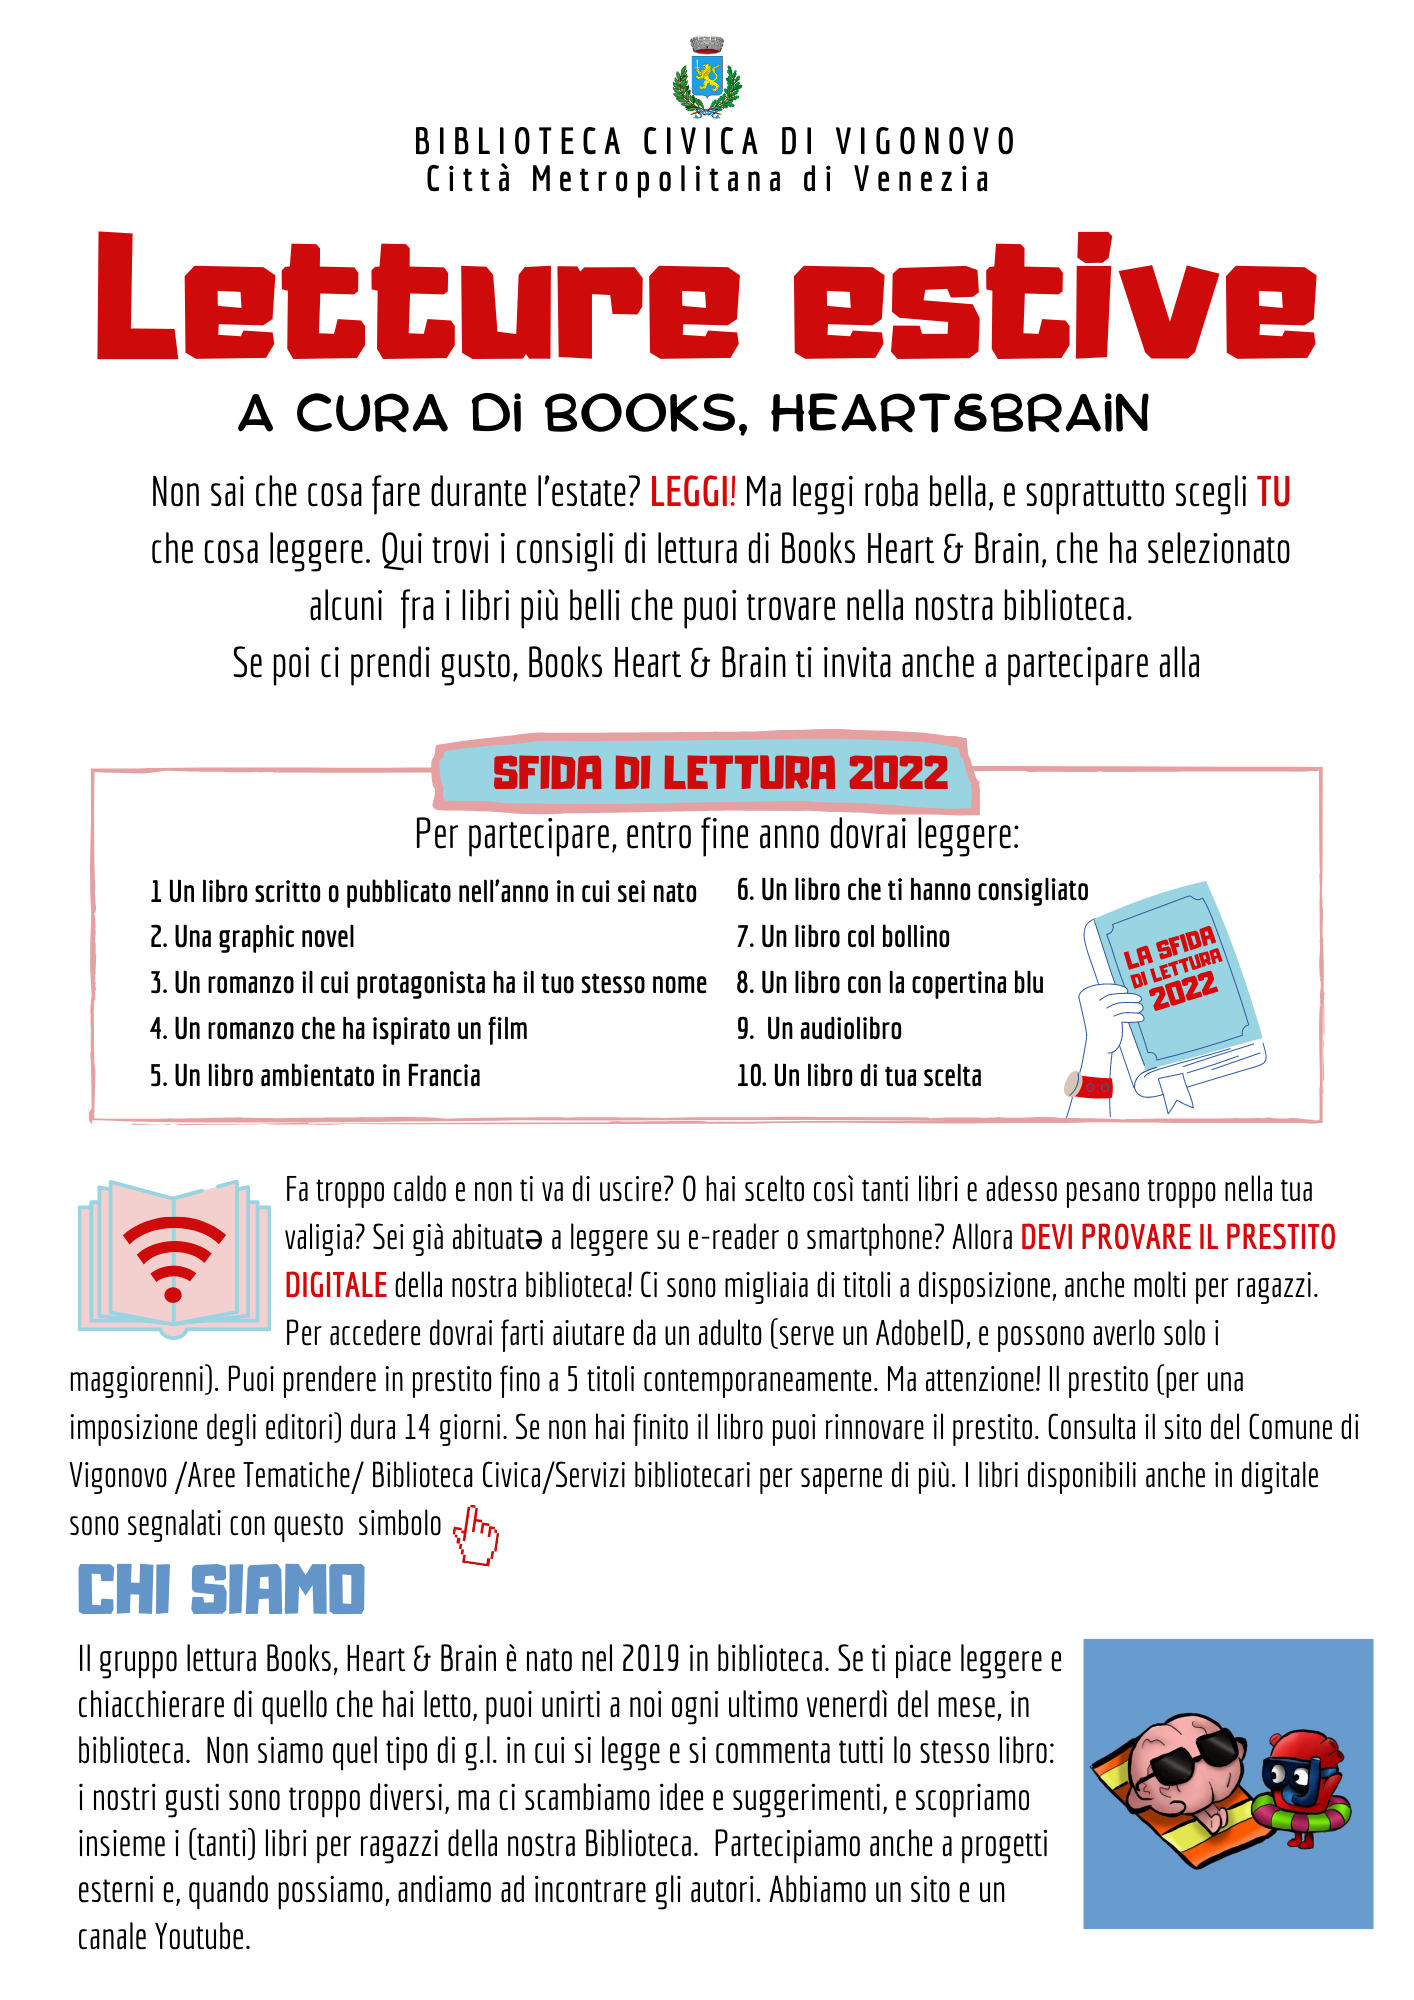 BIBLIOTECA CIVICA DI VIGONOVO
Città Metropolitana di Venezia
Letture estive
A CURA Di BOOKS, HEART&BRAiN
Non sai che cosa fare durante l'estate? LEGGI! Ma leggi roba bella, e soprattutto scegli TU
che cosa leggere. Qui trovi i consigli di lettura di Books Heart & Brain, che ha selezionato
alcuni  fra i libri più belli che puoi trovare nella nostra biblioteca.
Se poi ci prendi gusto, Books Heart & Brain ti invita anche a partecipare alla
SFIDA DI LETTURA 2022
Per partecipare, entro fine anno dovrai leggere:
1 Un libro scritto o pubblicato nell'anno in cui sei nato
2. Una graphic novel
3. Un romanzo il cui protagonista ha il tuo stesso nome
4. Un romanzo che ha ispirato un film
5. Un libro ambientato in Francia
6. Un libro che ti hanno consigliato
7. Un libro col bollino
8. Un libro con la copertina blu
9.  Un audiolibro
10. Un libro di tua scelta
LA SFIDA
DI LETTURA
2022
Fa troppo caldo e non ti va di uscire? O hai scelto così tanti libri e adesso pesano troppo nella tua
valigia? Sei già abituatə a leggere su e-reader o smartphone? Allora DEVI PROVARE IL PRESTITO
DIGITALE della nostra biblioteca! Ci sono migliaia di titoli a disposizione, anche molti per ragazzi.
Per accedere dovrai farti aiutare da un adulto (serve un AdobeID, e possono averlo solo i
maggiorenni). Puoi prendere in prestito fino a 5 titoli contemporaneamente. Ma attenzione! Il prestito (per una
imposizione degli editori) dura 14 giorni. Se non hai finito il libro puoi rinnovare il prestito. Consulta il sito del Comune di
Vigonovo /Aree Tematiche/ Biblioteca Civica/Servizi bibliotecari per saperne di più. I libri disponibili anche in digitale
sono segnalati con questo  simbolo
CHI SIAMO
Il gruppo lettura Books, Heart & Brain è nato nel 2019 in biblioteca. Se ti piace leggere e
chiacchierare di quello che hai letto, puoi unirti a noi ogni ultimo venerdì del mese, in
biblioteca.  Non siamo quel tipo di g.l. in cui si legge e si commenta tutti lo stesso libro:
i nostri gusti sono troppo diversi, ma ci scambiamo idee e suggerimenti, e scopriamo
insieme i (tanti) libri per ragazzi della nostra Biblioteca.  Partecipiamo anche a progetti
esterni e, quando possiamo, andiamo ad incontrare gli autori. Abbiamo un sito e un
canale Youtube.